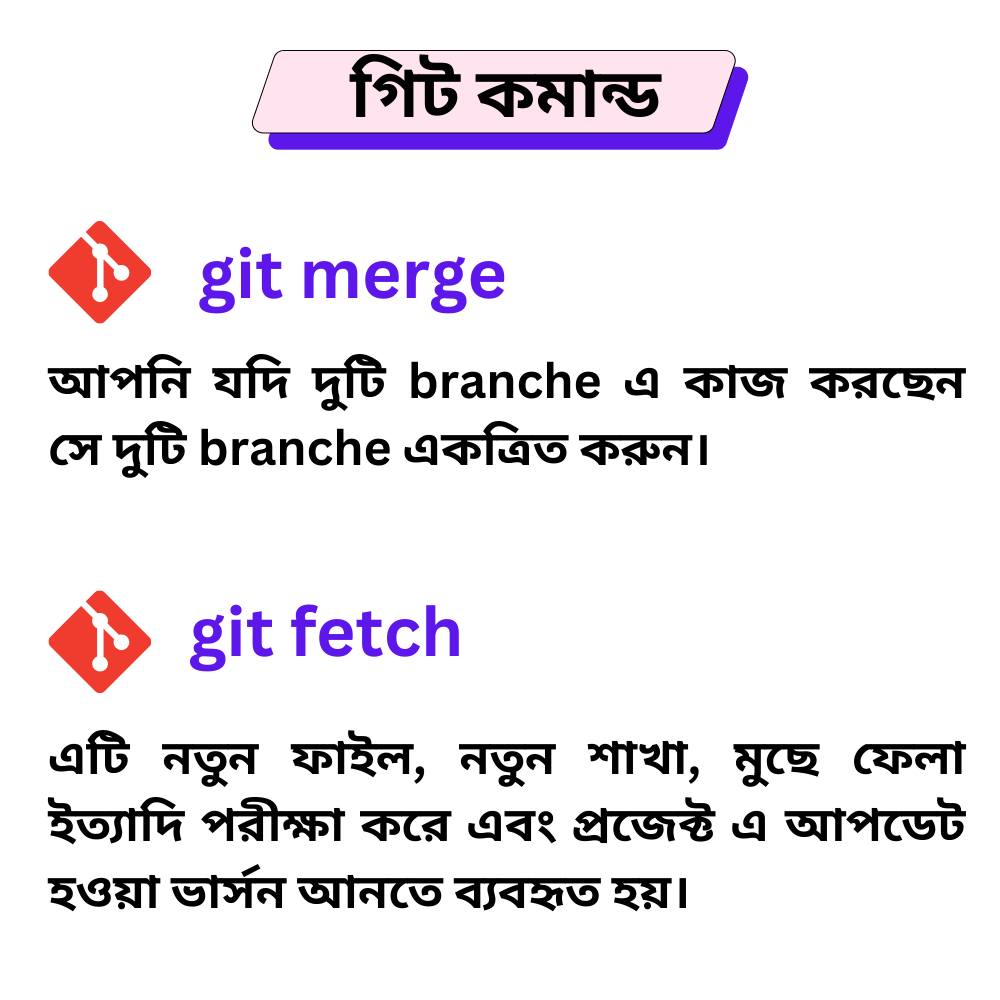 গিট কমান্ড
git merge
আপনি যদি দুটি branche এ কাজ করছেন
সে দুটি branche একত্রিত করুন।
git fetch
এটি নতুন ফাইল, নতুন শাখা, মুছে ফেলা
ইত্যাদি পরীক্ষা করে এবং প্রজেক্ট এ আপডেট
হওয়া ভার্সন আনতে ব্যবহৃত হয়।